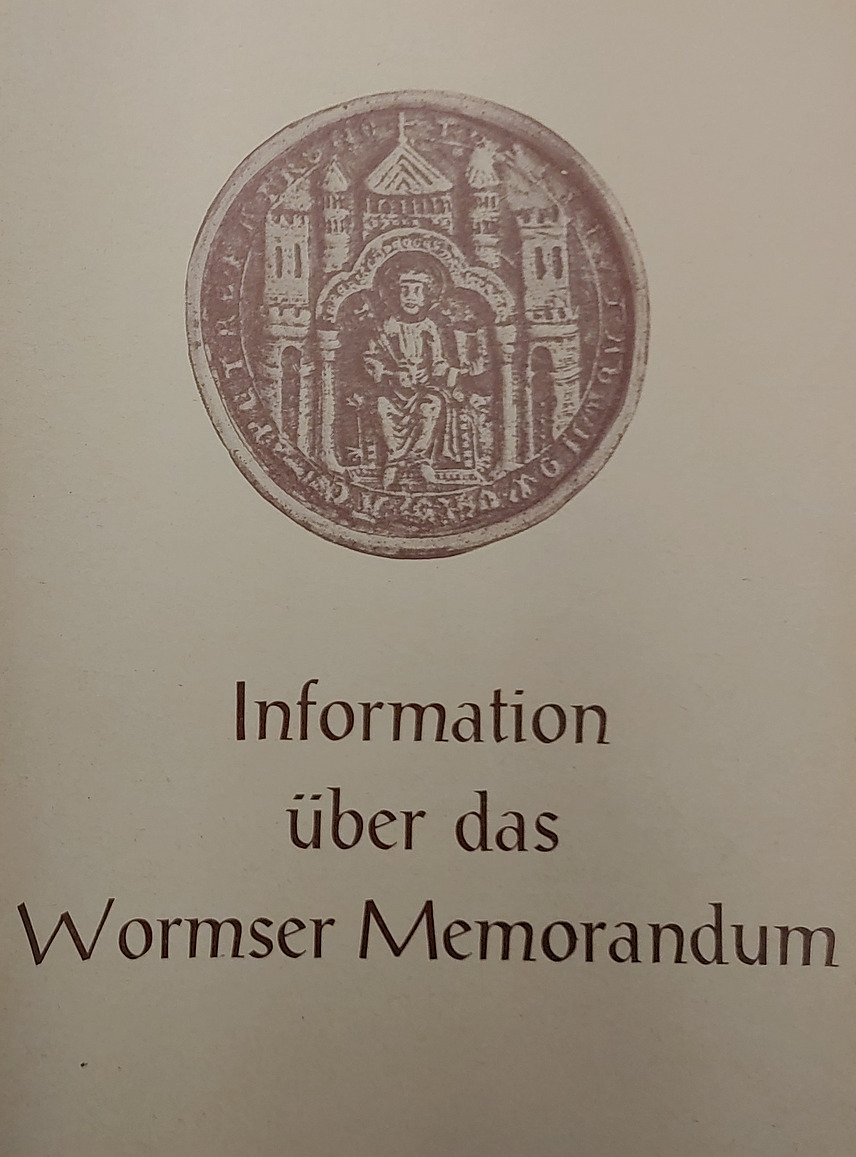 Information
über das
Wormser Memorandum